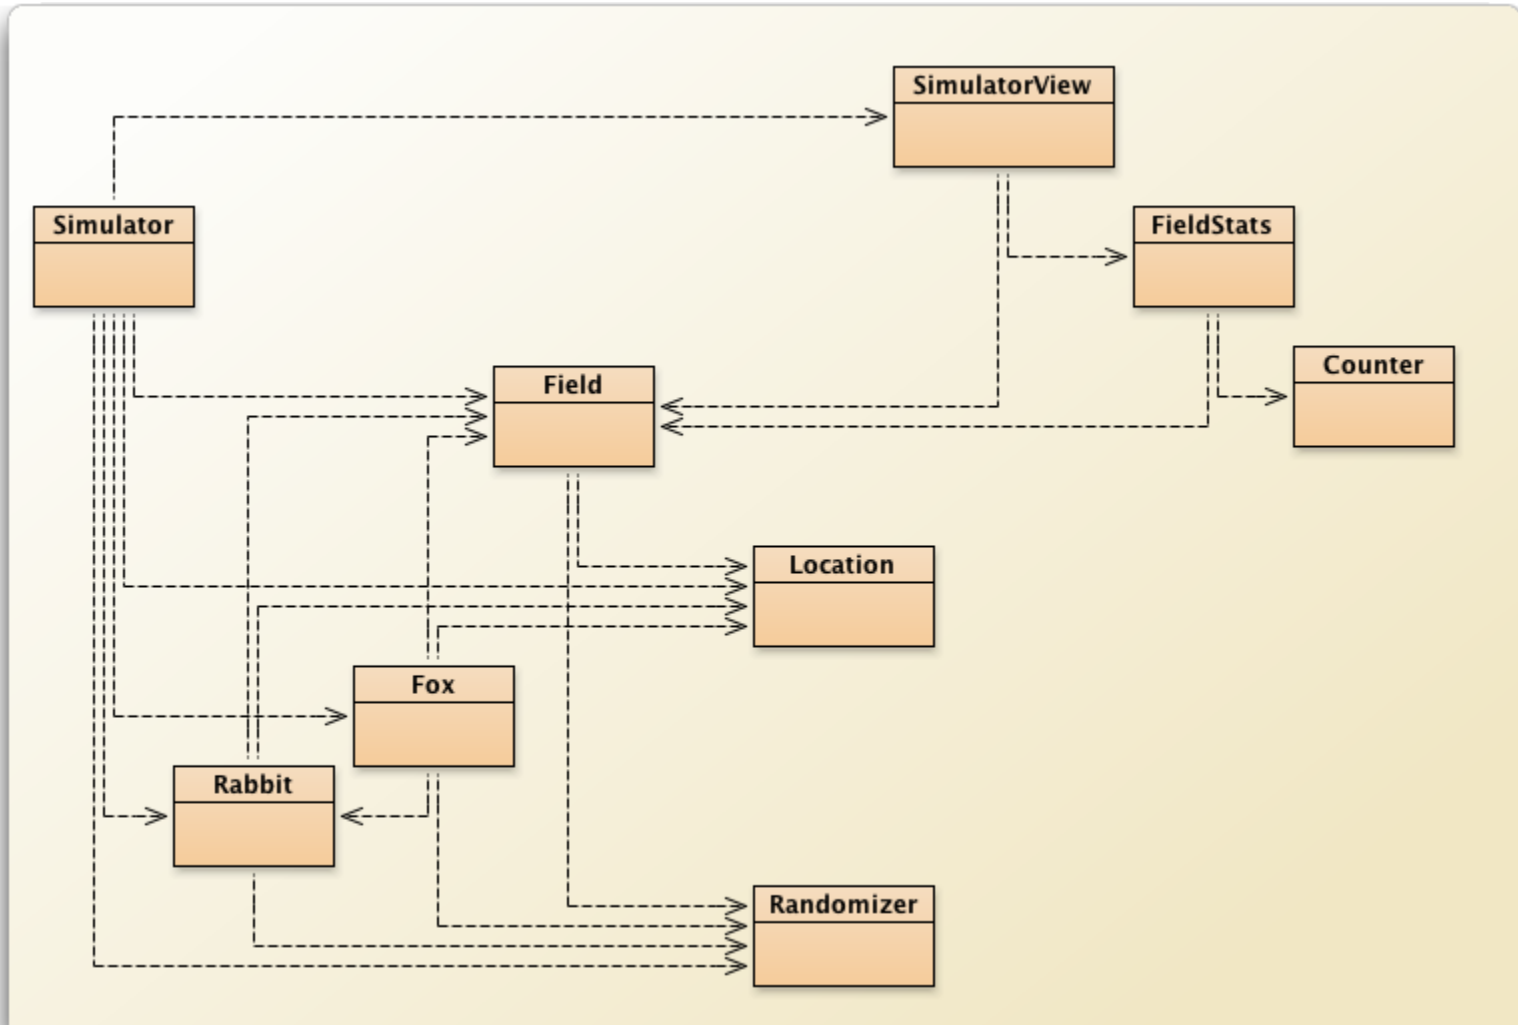 SimulatorView
Simulator
FieldStats
Counter
Field
Location
Fox
Rabbit
Randomizer